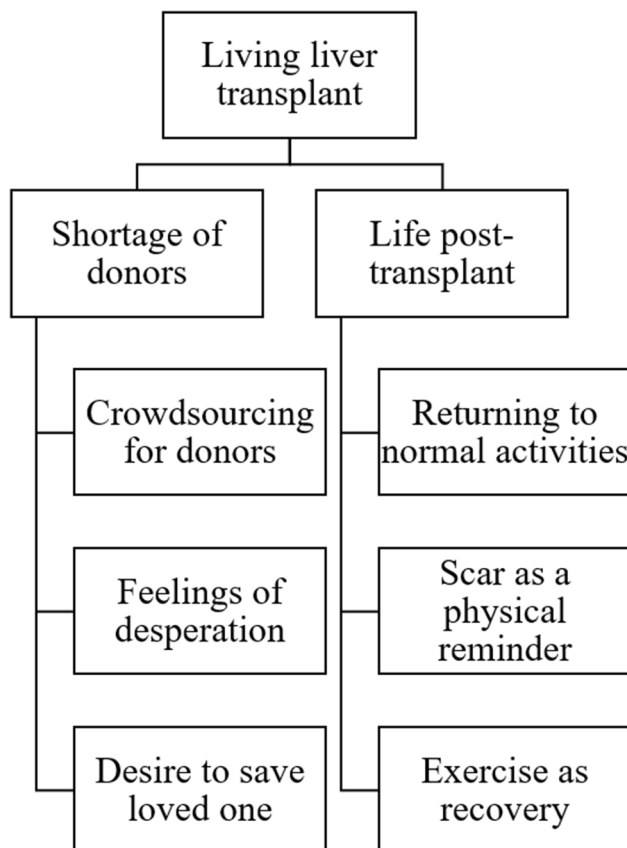 Living liver
transplant
Shortage of
donors
Life post-
transplant
Crowdsourcing
for donors
Returning to
normal activities
Feelings of
desperation
Scar as a
physical
reminder
Desire to save
loved one
Exercise as
recovery